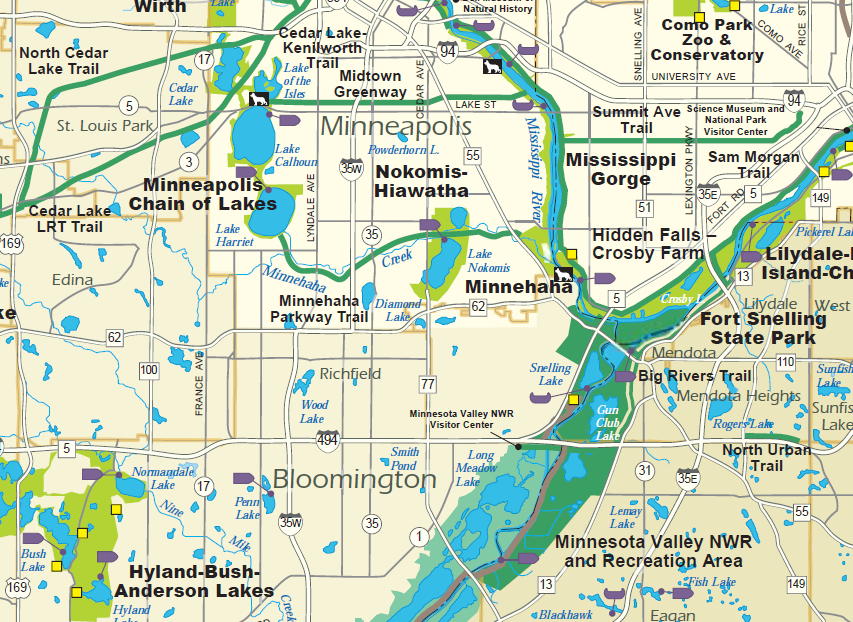 Wirth
Lake
Natural History
Como Park
Zoo &
Conservatory
Lake
COMO AVE
RICE ST
SNELLING AVE
UNIVERSITY AVE
North Cedar
Lake Trail
17
Cedar Lake-
Kenilworth
Trail
94
Lake
of the
Isles
Midtown
Greenway
CEDAR AVE
LAKE ST
Cedar
Lake
5
St. Louis Park
Minneapolis
94
Summit Ave
Trail
Science Museum and
National Park
Visitor Center
LEXINGTON PKWY
Mississippi River
Lake
Calhoun
Powderhorn L.
55
3
35W
Mississippi
Gorge
Sam Morgan
Trail
Nokomis-
Hiawatha
Minneapolis
Chain of Lakes
LYNDALE AVE
35E
5
FORT RD
149
51
Cedar Lake
LRT Trail
Lake
Harriet
35
169
Hidden Falls –
Crosby Farm
Pickerel Lake
Lilydale-
Island-Ch
13
Edina
Minnehaha
Creek
Lake
Nokomis
Minnehaha
Minnehaha
Parkway Trail
Diamond
Lake
62
5
Crosby L.
Lilydale
West
Fort Snelling
State Park
62
100
FRANCE AVE
Richfield
77
Mendota
110
Snelling
Lake
Big Rivers Trail
Sunfish
Lake
Mendota Heights
Wood
Lake
Minnesota Valley NWR
Visitor Center
Gun
Club
Lake
Rogers Lake
Sunfis
Lake
494
5
North Urban
Trail
Smith
Pond
Long
Meadow
Lake
Normandale
Lake
Bloomington
31
35E
17
Penn
Lake
Nine
Mile
Creek
35W
35
1
Lemay
Lake
55
Bush
Lake
Minnesota Valley NWR
and Recreation Area
Hyland-Bush-
Anderson Lakes
169
13
Fish Lake
149
Hyland
Blackhawk
Eagan